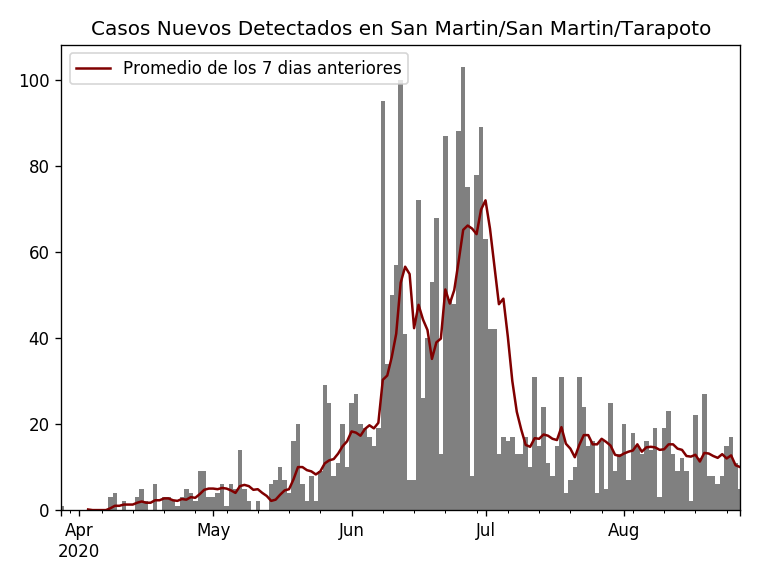 Casos Nuevos Detectados en San Martin/San Martin/Tarapoto
Promedio de los 7 dias anteriores
100
80
60
40
20
0
Apr May Jun Jul Aug
2020